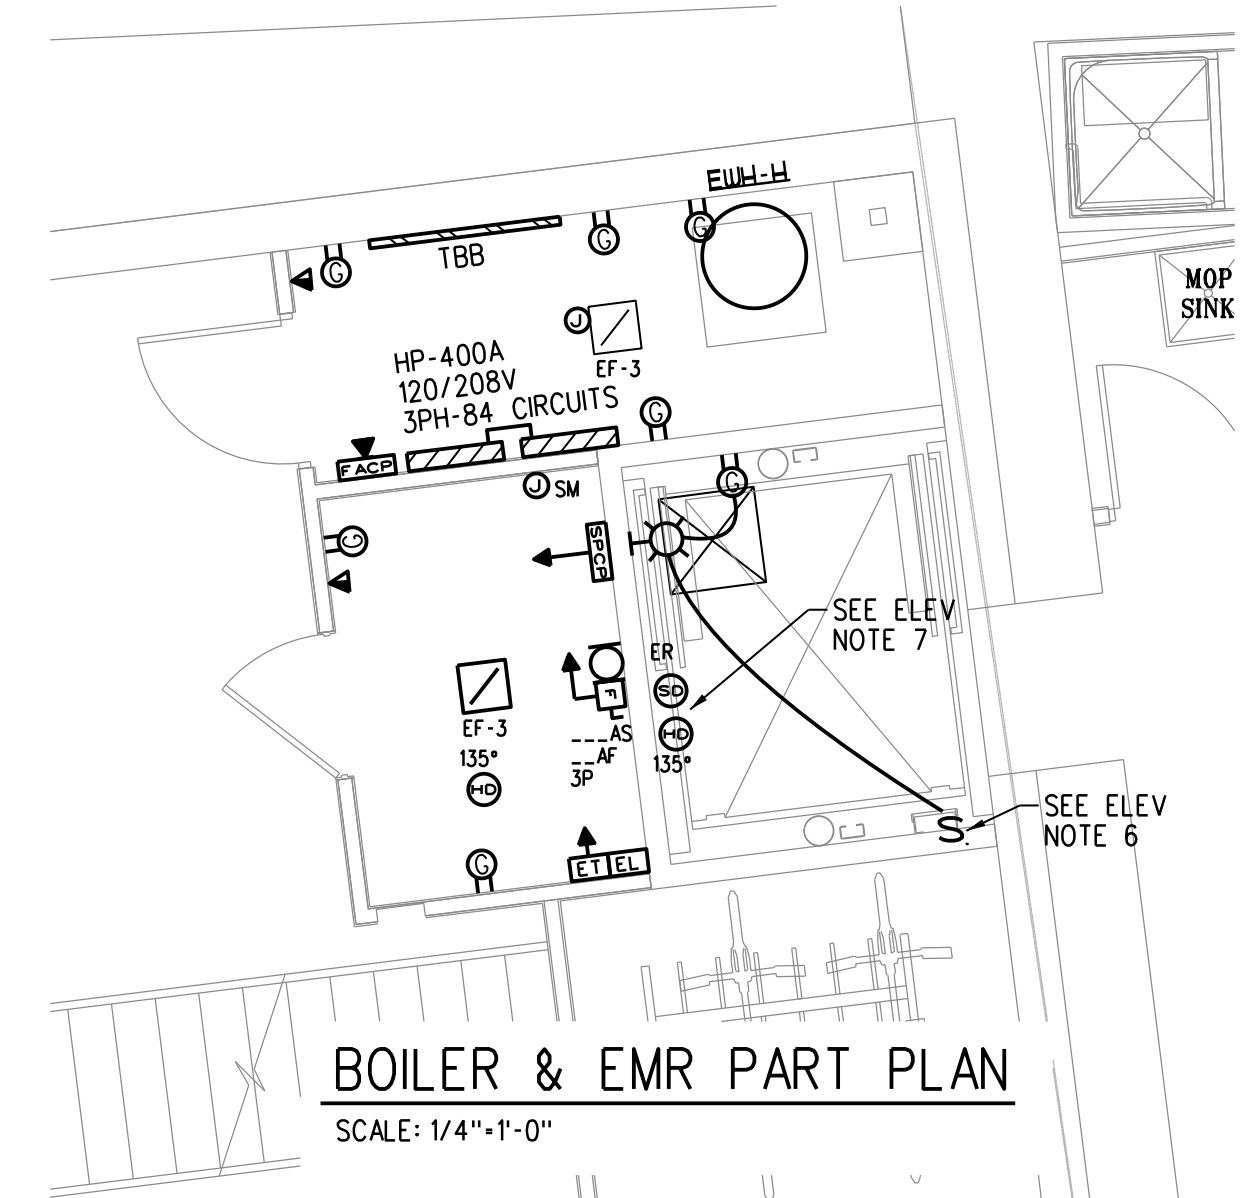 EWH-H
G
G
G
TBB
MOP
SINK
J
EF-3
HP-400A
120/208V
3PH-84 CIRCUITS
G
FACP
G
J SM
G
SPCP
SEE ELEV
NOTE 7
ER
SD
F
EF-3
___AS
HD
__AF
135°
135°
3P
HD
SEE ELEV
NOTE 6
S.
G
ET EL
BOILER & EMR PART PLAN
SCALE: 1/4"=1'-0"